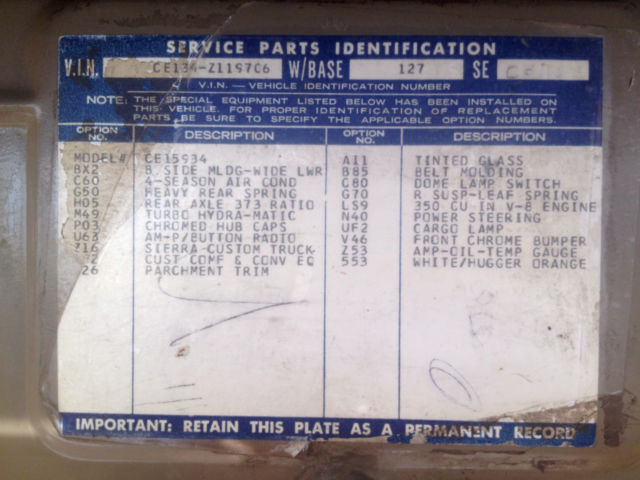 SERVICE PARTS IDENTIFICATION
V.I.N. CE134-Z119706 W/BASE 127 SE
V.I.N. — VEHICLE IDENTIFICATION NUMBER
NOTE: THE SPECIAL EQUIPMENT LISTED BELOW HAS BEEN INSTALLED ON
THIS VEHICLE. FOR PROPER IDENTIFICATION OF REPLACEMENT
PARTS, BE SURE TO SPECIFY THE APPLICABLE OPTION NUMBERS.
OPTION NO. DESCRIPTION OPTION NO. DESCRIPTION
MODEL# CE15934 A11 TINTED GLASS
BX2 B SIDE MLDG-WIDE LWR B85 BELT MOLDING
C60 4-SEASON AIR COND C80 DOME LAMP SWITCH
G60 HEAVY REAR SPRING G70 R SUSP-LEAF SPRING
H05 REAR AXLE 373 RATIO LS9 350 CU IN V-8 ENGINE
M49 TURBO HYDRA-MATIC N40 POWER STEERING
P03 CHROMED HUB CAPS UF2 CARGO LAMP
U63 AM-P/BUTTON RADIO V46 FRONT CHROME BUMPER
Z16 SIERRA-CUSTOM TRUCK Z53 AMP-OIL-TEMP GAUGE
2 CUST COMF & CONV EQ 553 WHITE/HUGGER ORANGE
26 PARCHMENT TRIM
IMPORTANT: RETAIN THIS PLATE AS A PERMANENT RECORD